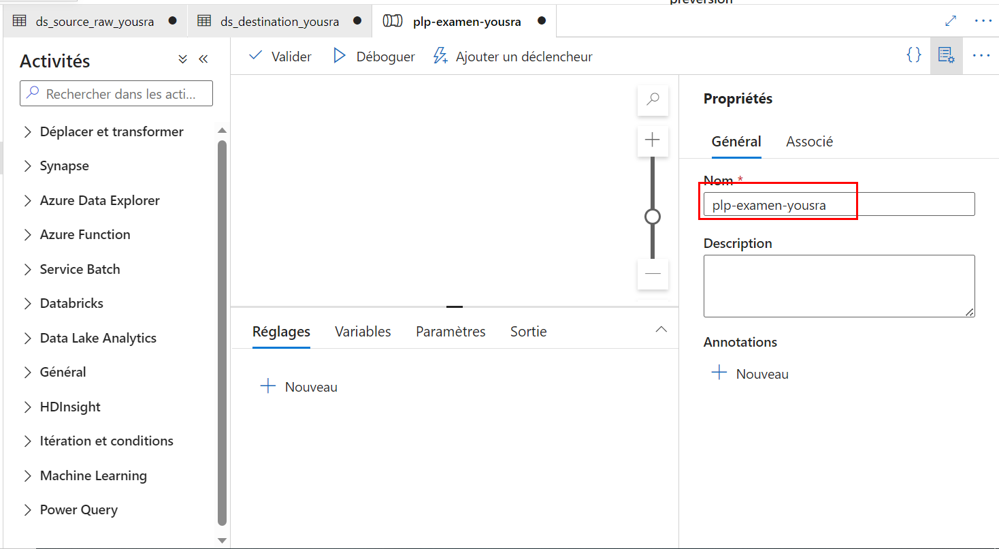 préversion
ds_source_raw_yousra
ds_destination_yousra
plp-examen-yousra
Activités
Rechercher dans les acti...
Déplacer et transformer
Synapse
Azure Data Explorer
Azure Function
Service Batch
Databricks
Data Lake Analytics
Général
HDInsight
Itération et conditions
Machine Learning
Power Query
Valider
Déboguer
Ajouter un déclencheur
{}
Réglages
Variables
Paramètres
Sortie
Nouveau
Propriétés
Général
Associé
Nom *
plp-examen-yousra
Description
Annotations
Nouveau